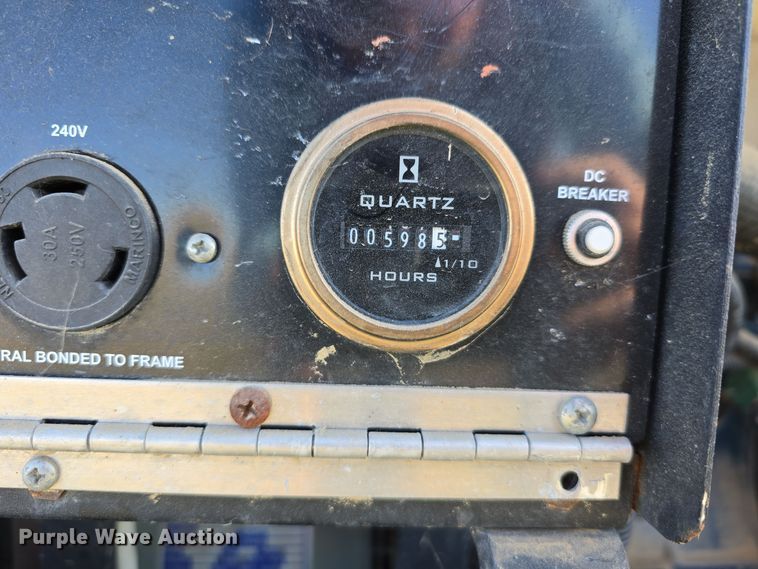 240V
30A
250V
MARINCO
QUARTZ
005985
1/10
HOURS
DC
BREAKER
RAL BONDED TO FRAME
Purple Wave Auction